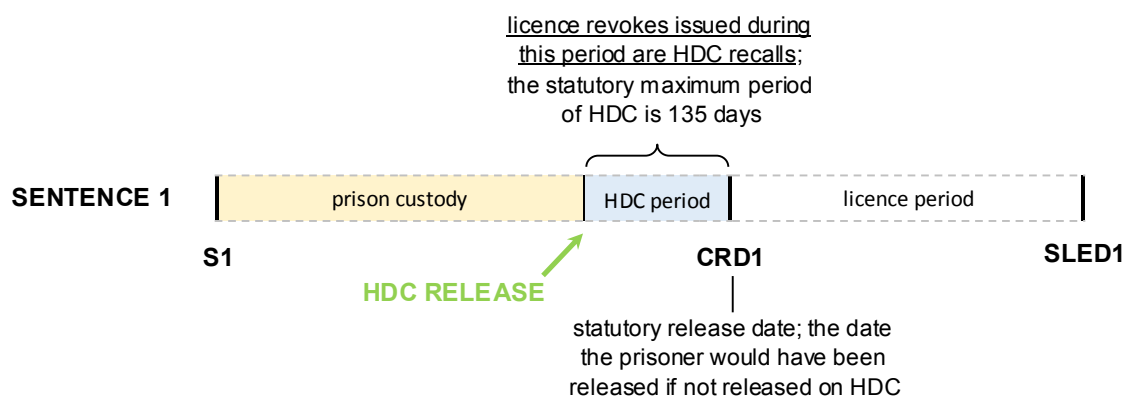 licence revokes issued during
this period are HDC recalls;
the statutory maximum period
of HDC is 135 days
SENTENCE 1
prison custody
HDC period
licence period
S1
CRD1
SLED1
HDC RELEASE
statutory release date; the date
the prisoner would have been
released if not released on HDC